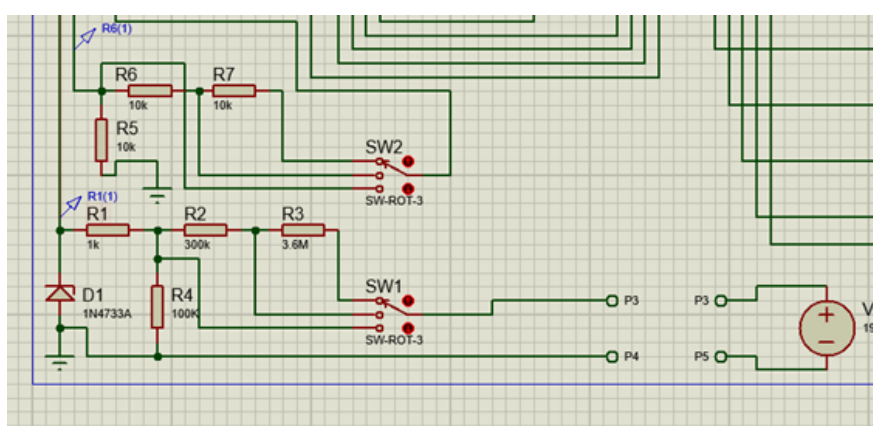 R6(1)
R6
R7
10k
10k
R5
10k
SW2
SW-ROT-3
R1(1)
R1
R2
R3
1k
300k
3.6M
SW1
D1
1N4733A
R4
100K
P3
P3
V
19
SW-ROT-3
P4
P5